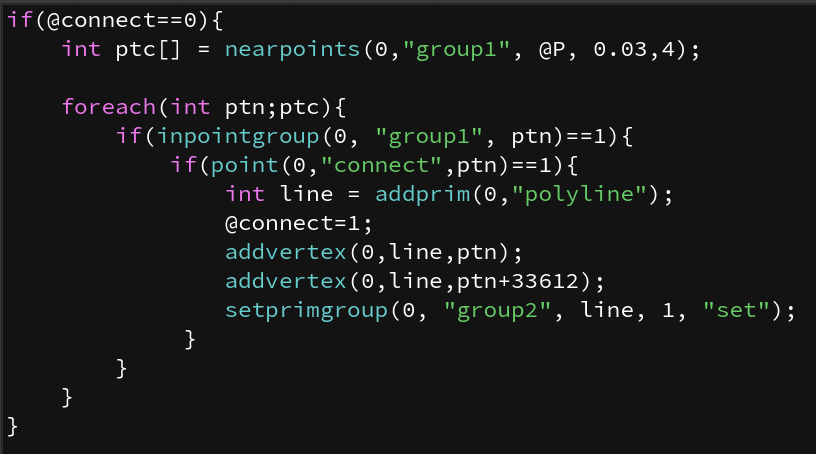 if(@connect==0){
    int ptc[] = nearpoints(0,"group1", @P, 0.03,4);

    foreach(int ptn;ptc){
        if(inpointgroup(0, "group1", ptn)==1){
            if(point(0,"connect",ptn)==1){
                int line = addprim(0,"polyline");
                @connect=1;
                addvertex(0,line,ptn);
                addvertex(0,line,ptn+33612);
                setprimgroup(0, "group2", line, 1, "set");
             }
        }
    }
}